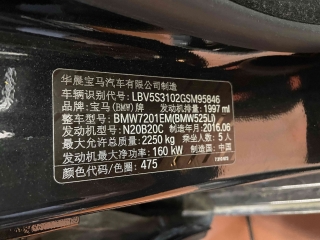 华晨宝马汽车有限公司制造
车辆识别代号: LBV5S3102GSM95846
品牌: 宝马(BMW)牌 发动机排量: 1997 ml
整车型号: BMW7201EM(BMW525Li)
发动机型号: N20B20C 制造年月: 2016.06
最大允许总质量: 2250 kg 乘坐人数: 5 人
发动机最大净功率: 160 kW 制造国: 中国
颜色代码/色圈: 475